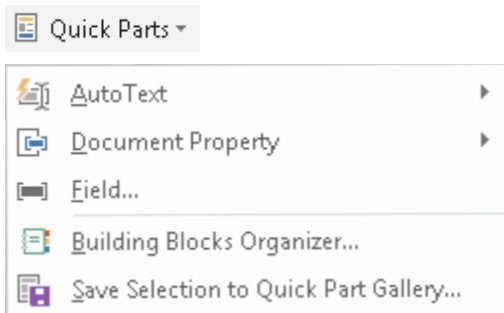 Quick Parts
AutoText
Document Property
Field...
Building Blocks Organizer...
Save Selection to Quick Part Gallery...